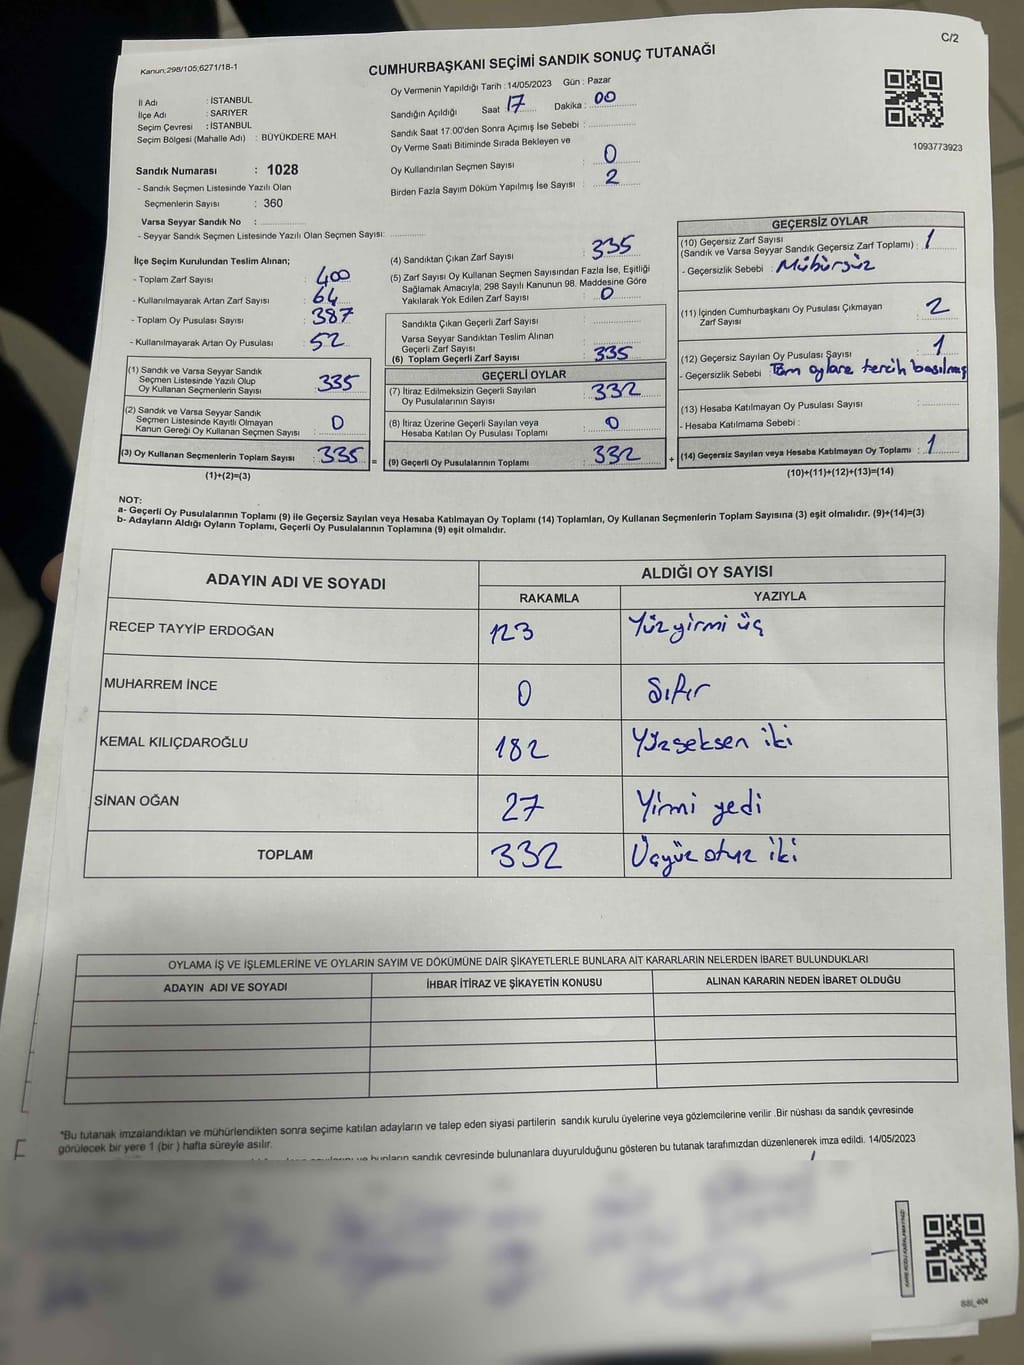 C/2
Kanun;298/105;6271/18-1
CUMHURBAŞKANI SEÇİMİ SANDIK SONUÇ TUTANAĞI
1093773923
İl Adı : İSTANBUL
İlçe Adı : SARIYER
Seçim Çevresi : İSTANBUL
Seçim Bölgesi (Mahalle Adı) : BÜYÜKDERE MAH.
Sandık Numarası : 1028
- Sandık Seçmen Listesinde Yazılı Olan
Seçmenlerin Sayısı : 360
Varsa Seyyar Sandık No :
- Seyyar Sandık Seçmen Listesinde Yazılı Olan Seçmen Sayısı:
Oy Vermenin Yapıldığı Tarih : 14/05/2023 Gün : Pazar
Sandığın Açıldığı Saat 17 Dakika : 00
Sandık Saat 17.00'den Sonra Açımış İse Sebebi :
Oy Verme Saati Bitiminde Sırada Bekleyen ve
Oy Kullandırılan Seçmen Sayısı : 0
Birden Fazla Sayım Döküm Yapılmış İse Sayısı : 2
İlçe Seçim Kurulundan Teslim Alınan;
- Toplam Zarf Sayısı : 400
- Kullanılmayarak Artan Zarf Sayısı : 64
- Toplam Oy Pusulası Sayısı : 387
- Kullanılmayarak Artan Oy Pusulası : 52
(1) Sandık ve Varsa Seyyar Sandık
Seçmen Listesinde Yazılı Olup
Oy Kullanan Seçmenlerin Sayısı : 335
(2) Sandık ve Varsa Seyyar Sandık
Seçmen Listesinde Kayıtlı Olmayan
Kanun Gereği Oy Kullanan Seçmen Sayısı : 0
(3) Oy Kullanan Seçmenlerin Toplam Sayısı : 335 =
(1)+(2)=(3)
(4) Sandıktan Çıkan Zarf Sayısı : 335
(5) Zarf Sayısı Oy Kullanan Seçmen Sayısından Fazla İse, Eşitliği
Sağlamak Amacıyla; 298 Sayılı Kanunun 98. Maddesine Göre
Yakılarak Yok Edilen Zarf Sayısı : 0
Sandıkta Çıkan Geçerli Zarf Sayısı :
Varsa Seyyar Sandıktan Teslim Alınan
Geçerli Zarf Sayısı :
(6) Toplam Geçerli Zarf Sayısı : 335
GEÇERLİ OYLAR
(7) İtiraz Edilmeksizin Geçerli Sayılan
Oy Pusulalarının Sayısı : 332
(8) İtiraz Üzerine Geçerli Sayılan veya
Hesaba Katılan Oy Pusulası Toplamı : 0
(9) Geçerli Oy Pusulalarının Toplamı : 332 +
GEÇERSİZ OYLAR
(10) Geçersiz Zarf Sayısı
(Sandık ve Varsa Seyyar Sandık Geçersiz Zarf Toplamı) : 1
- Geçersizlik Sebebi : Mühürsüz
(11) İçinden Cumhurbaşkanı Oy Pusulası Çıkmayan
Zarf Sayısı : 2
(12) Geçersiz Sayılan Oy Pusulası Sayısı : 1
- Geçersizlik Sebebi : Tüm oylara tercih basılmış
(13) Hesaba Katılmayan Oy Pusulası Sayısı :
- Hesaba Katılmama Sebebi :
(14) Geçersiz Sayılan veya Hesaba Katılmayan Oy Toplamı : 1
(10)+(11)+(12)+(13)=(14)
NOT:
a- Geçerli Oy Pusulalarının Toplamı (9) ile Geçersiz Sayılan veya Hesaba Katılmayan Oy Toplamı (14) Toplamları, Oy Kullanan Seçmenlerin Toplam Sayısına (3) eşit olmalıdır. (9)+(14)=(3)
b- Adayların Aldığı Oyların Toplamı, Geçerli Oy Pusulalarının Toplamına (9) eşit olmalıdır.
ADAYIN ADI VE SOYADI ALDIĞI OY SAYISI
RAKAMLA YAZIYLA
RECEP TAYYİP ERDOĞAN 123 Yüzyirmi üç
MUHARREM İNCE 0 Sıfır
KEMAL KILIÇDAROĞLU 182 Yüzseksen iki
SİNAN OĞAN 27 Yirmi yedi
TOPLAM 332 Üçyüz otuz iki
OYLAMA İŞ VE İŞLEMLERİNE VE OYLARIN SAYIM VE DÖKÜMÜNE DAİR ŞİKAYETLERLE BUNLARA AİT KARARLARIN NELERDEN İBARET BULUNDUKLARI
ADAYIN ADI VE SOYADI İHBAR İTİRAZ VE ŞİKAYETİN KONUSU ALINAN KARARIN NEDEN İBARET OLDUĞU
*Bu tutanak imzalandıktan ve mühürlendikten sonra seçime katılan adayların ve talep eden siyasi partilerin sandık kurulu üyelerine veya gözlemcilerine verilir .Bir nüshası da sandık çevresinde
görülecek bir yere 1 (bir ) hafta süreyle asılır.
ve bunların sandık çevresinde bulunanlara duyurulduğunu gösteren bu tutanak tarafımızdan düzenlenerek imza edildi. 14/05/2023